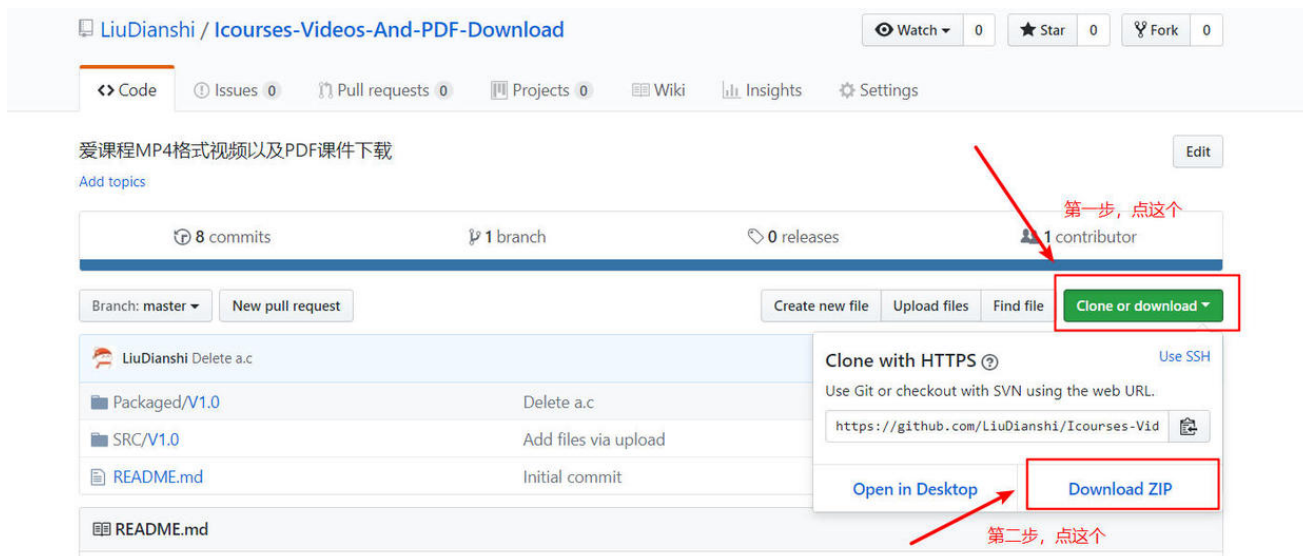 LiuDianshi / Icourses-Videos-And-PDF-Download
Watch 0 Star 0 Fork 0
Code Issues 0 Pull requests 0 Projects 0 Wiki Insights Settings
爱课程MP4格式视频以及PDF课件下载
Edit
Add topics
第一步，点这个
8 commits 1 branch 0 releases 1 contributor
Branch: master New pull request Create new file Upload files Find file Clone or download
LiuDianshi Delete a.c
Clone with HTTPS Use SSH
Use Git or checkout with SVN using the web URL.
Packaged/V1.0 Delete a.c
https://github.com/LiuDianshi/Icourses-Vid
SRC/V1.0 Add files via upload
README.md Initial commit
Open in Desktop Download ZIP
README.md
第二步，点这个